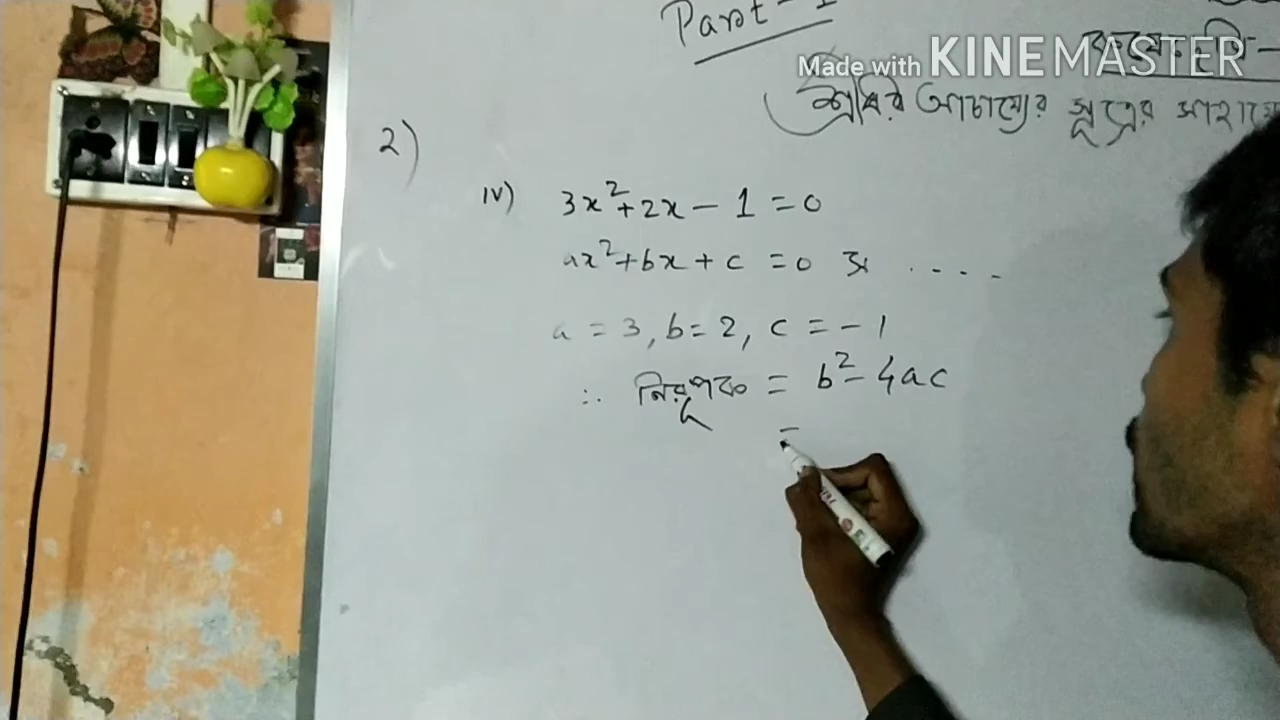 Part - 1
Made with KINEMASTER
শ্রীধর আচার্য্যের সূত্রের সাহায্যে
2)
iv) 3x²+2x - 1 = 0
ax²+bx+c = 0 ....
a = 3, b = 2, c = -1
∴ নিরূপক = b² - 4ac
=